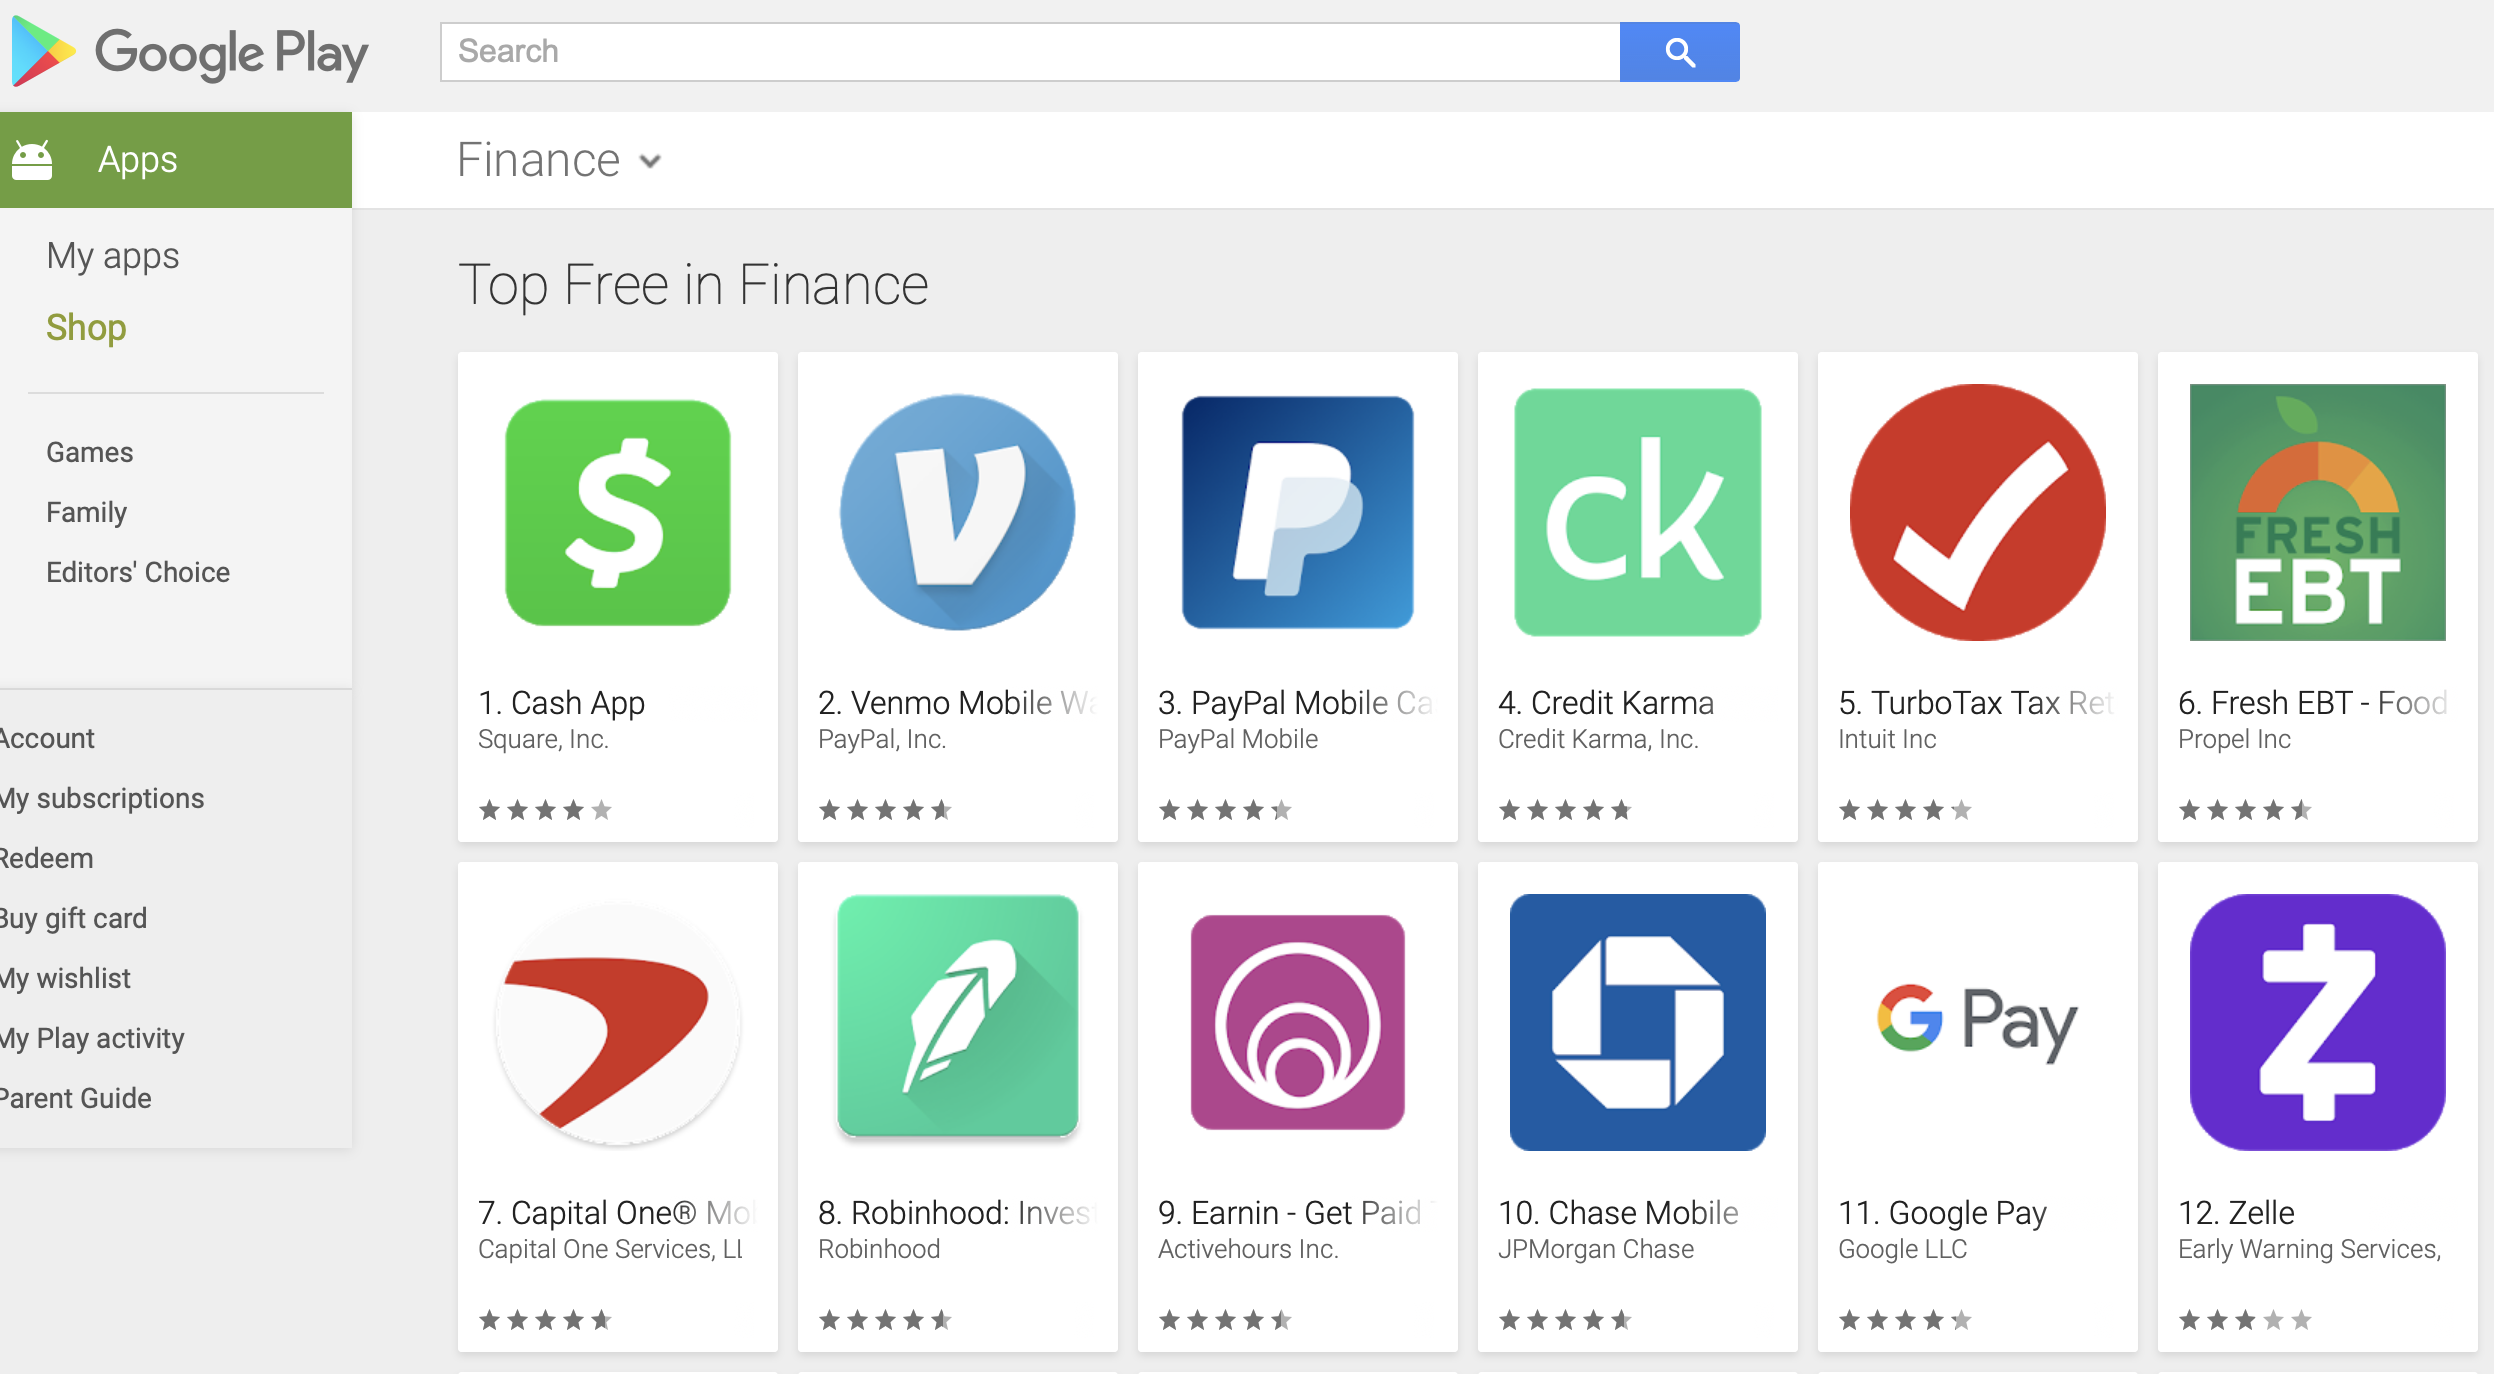 Google Play
Search
Apps
Finance
My apps
Shop
Games
Family
Editors' Choice
Account
My subscriptions
Redeem
Buy gift card
My wishlist
My Play activity
Parent Guide
Top Free in Finance
$
V
P
ck
FRESH
EBT
1. Cash App
Square, Inc.
2. Venmo Mobile Wa
PayPal, Inc.
3. PayPal Mobile Ca
PayPal Mobile
4. Credit Karma
Credit Karma, Inc.
5. TurboTax Tax Ret
Intuit Inc
6. Fresh EBT - Food
Propel Inc
G Pay
Z
7. Capital One® Mo
Capital One Services, LL
8. Robinhood: Invest
Robinhood
9. Earnin - Get Paid
Activehours Inc.
10. Chase Mobile
JPMorgan Chase
11. Google Pay
Google LLC
12. Zelle
Early Warning Services,